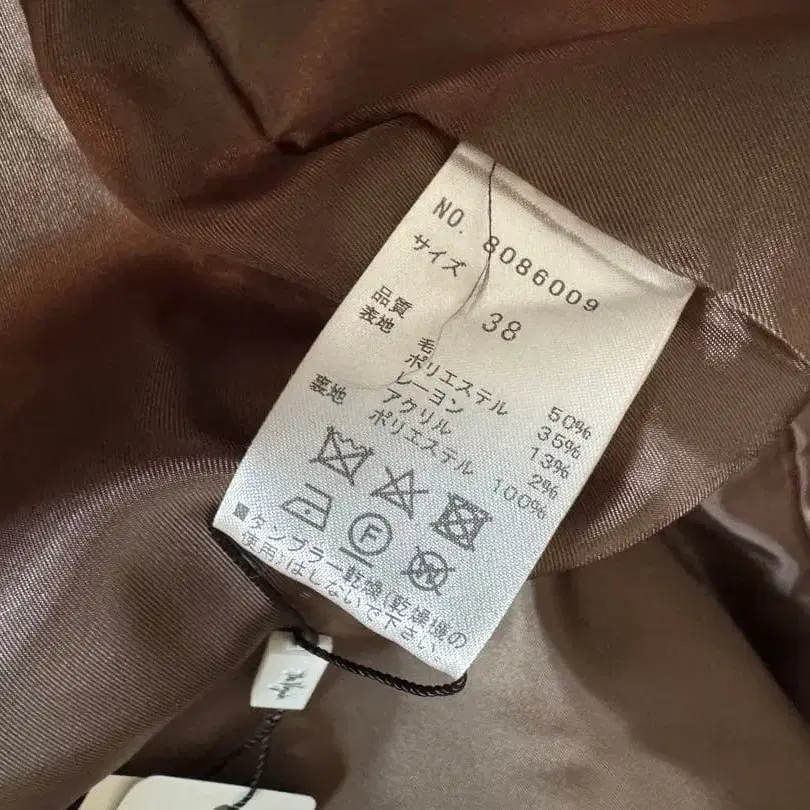 NO. 8086009
サイズ 38
品質
表地 毛 50%
ポリエステル 35%
レーヨン 13%
アクリル 2%
裏地 ポリエステル 100%
F
W
■タンブラー乾燥(乾燥機の
使用)はしないで下さい。